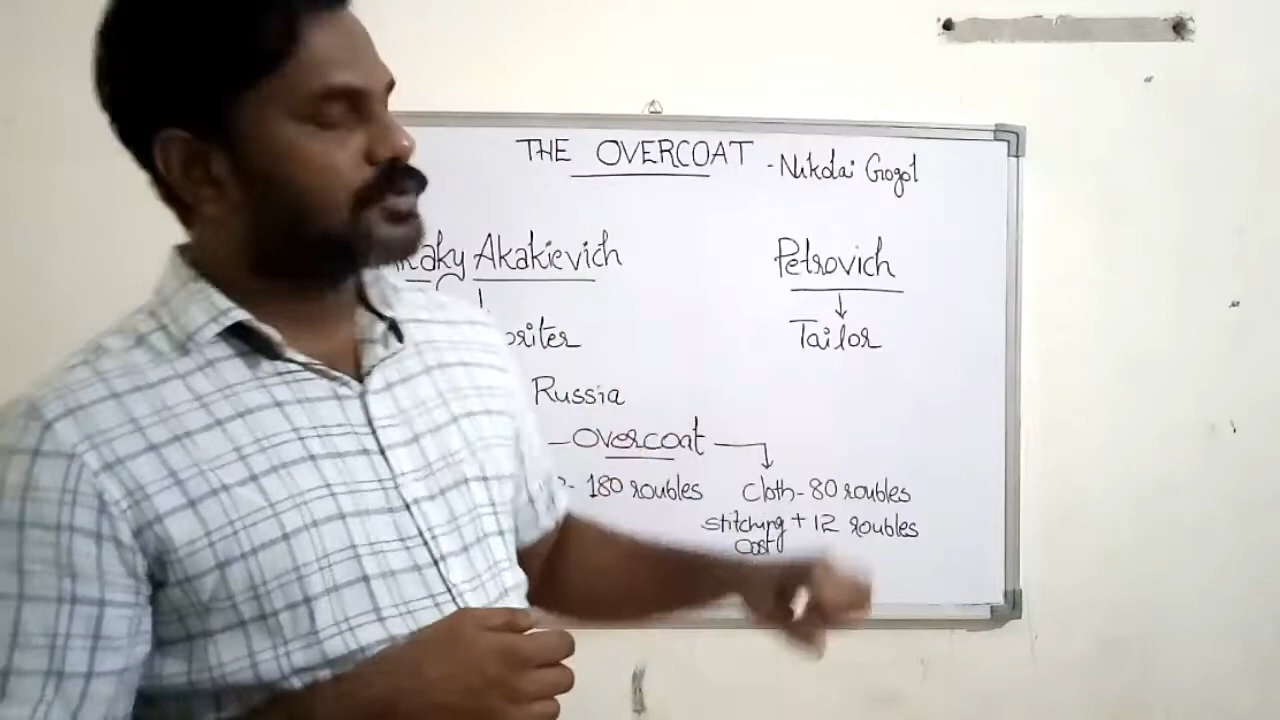 THE OVERCOAT - Nikolai Gogol
Akakievich
Petrovich
Tailor
Russia
Overcoat
- 180 roubles
cloth - 80 roubles
stitching + 12 roubles
cost